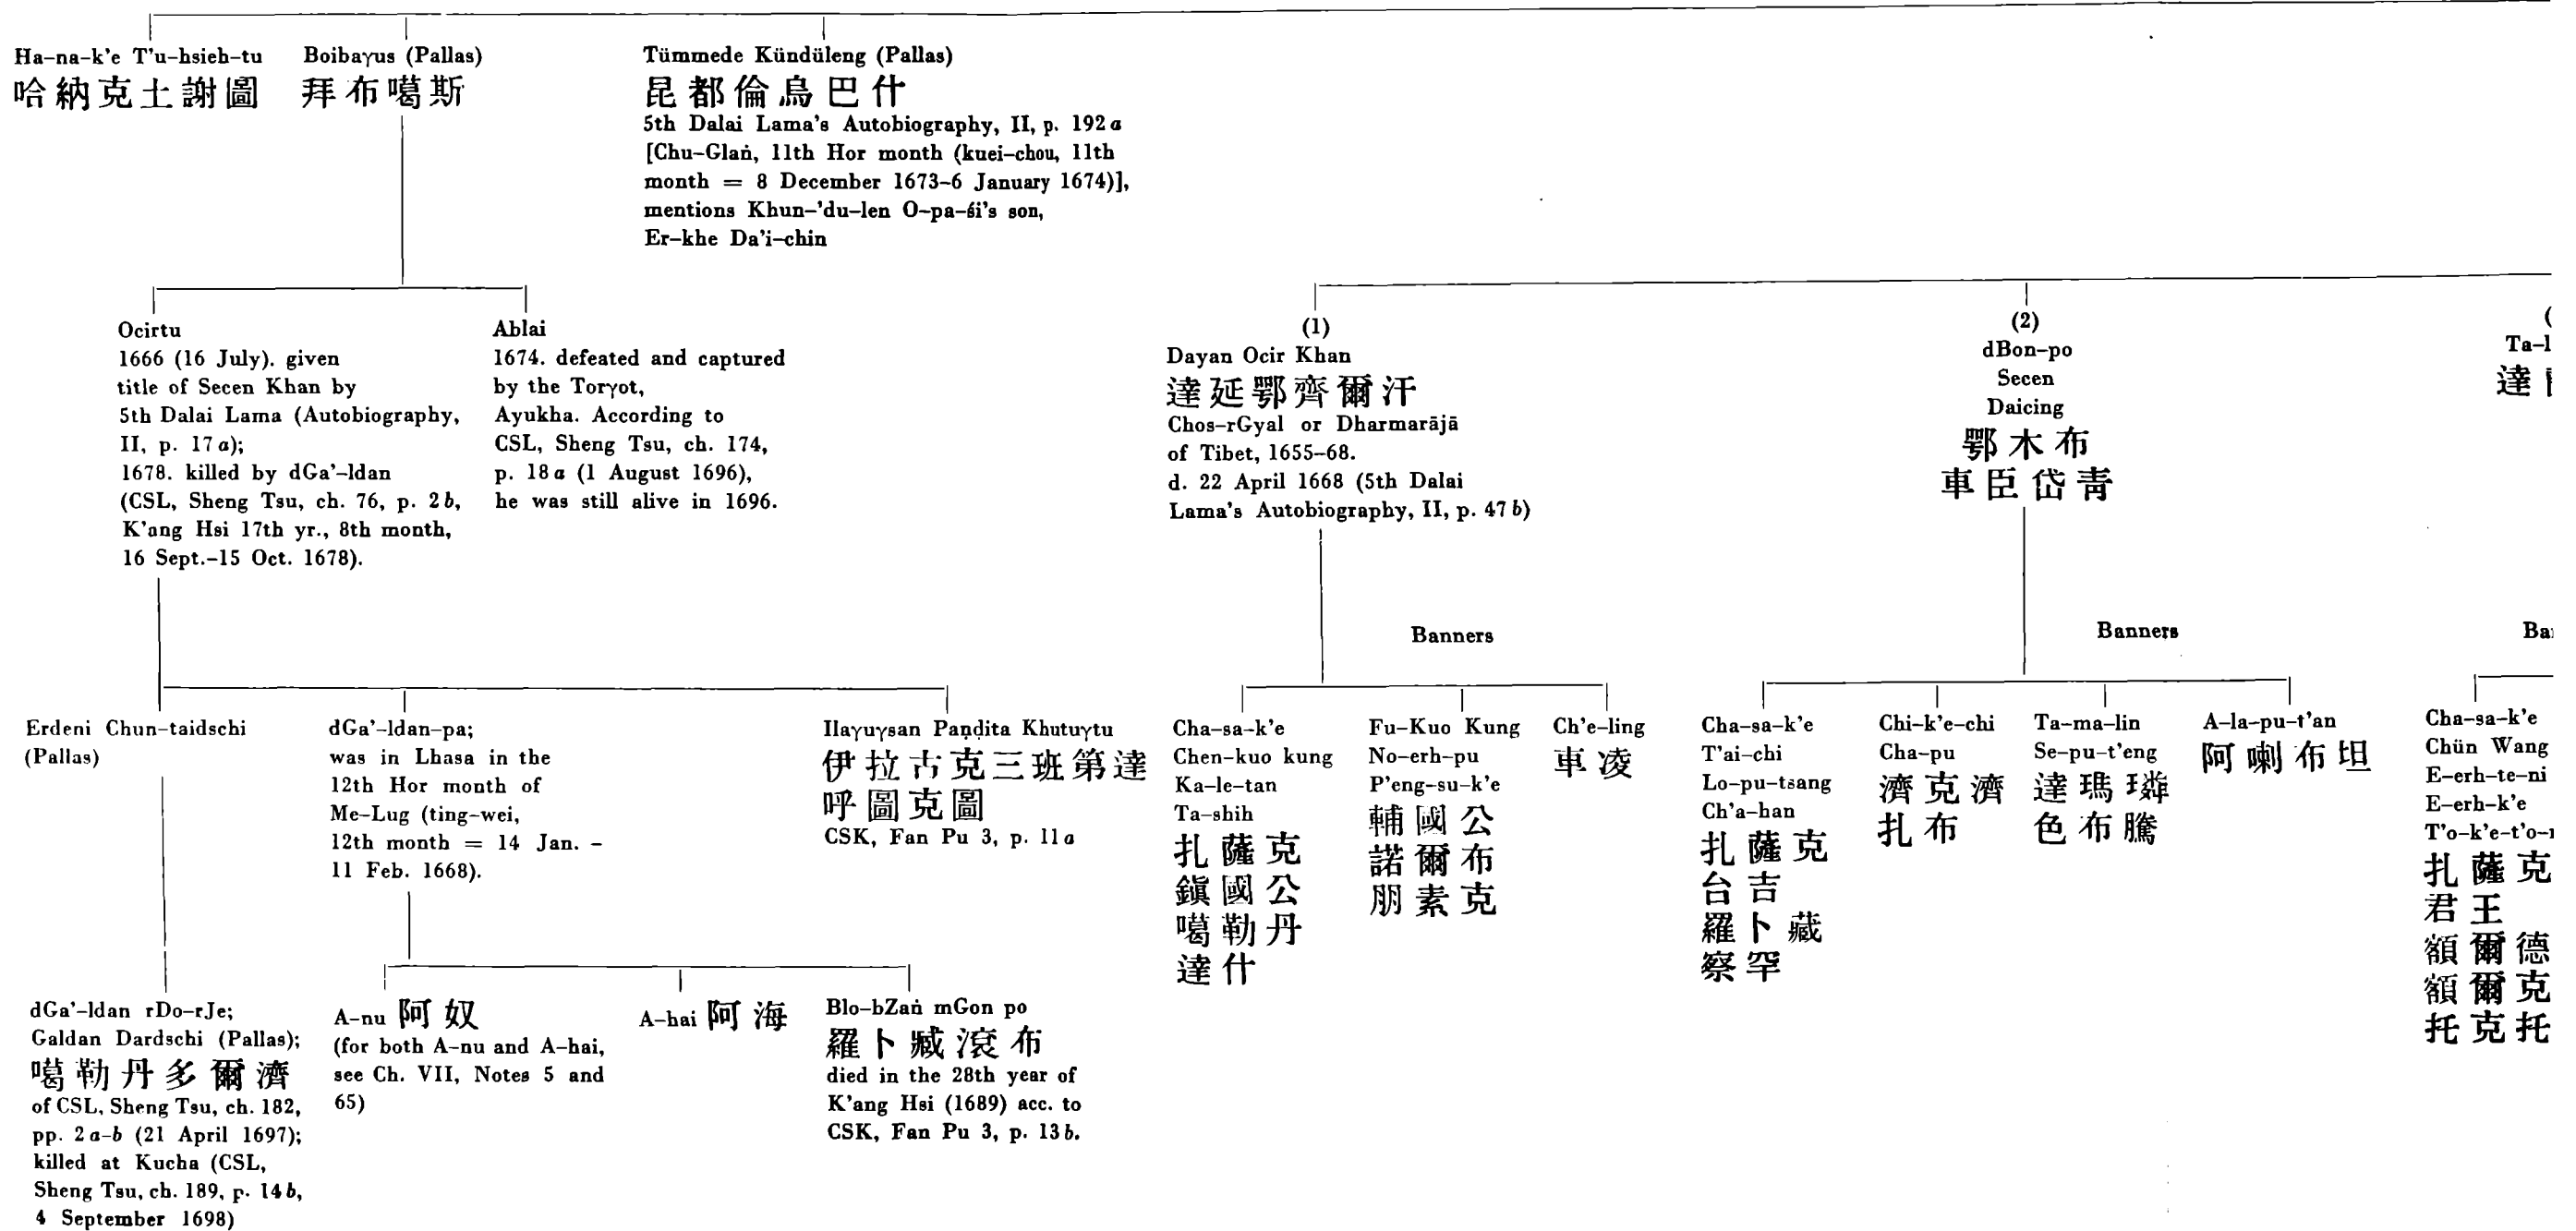 Ha-na-k'e T'u-hsieh-tu
哈納克土謝圖
Boibaγus (Pallas)
拜布噶斯
Tümmede Kündüleng (Pallas)
昆都倫烏巴什
5th Dalai Lama's Autobiography, II, p. 192a
[Chu-Glaṅ, 11th Hor month (kuei-chou, 11th
month = 8 December 1673-6 January 1674)],
mentions Khun-'du-len O-pa-śi's son,
Er-khe Da'i-chin
Ocirtu
1666 (16 July). given
title of Secen Khan by
5th Dalai Lama (Autobiography,
II, p. 17a);
1678. killed by dGa'-ldan
(CSL, Sheng Tsu, ch. 76, p. 2b,
K'ang Hsi 17th yr., 8th month,
16 Sept.-15 Oct. 1678).
Ablai
1674. defeated and captured
by the Torγot,
Ayukha. According to
CSL, Sheng Tsu, ch. 174,
p. 18a (1 August 1696),
he was still alive in 1696.
(1)
Dayan Ocir Khan
達延鄂齊爾汗
Chos-rGyal or Dharmarājā
of Tibet, 1655-68.
d. 22 April 1668 (5th Dalai
Lama's Autobiography, II, p. 47b)
(2)
dBon-po
Secen
Daicing
鄂木布
車臣岱青
(
Ta-l
達
Banners
Banners
Ba
Erdeni Chun-taidschi
(Pallas)
dGa'-ldan-pa;
was in Lhasa in the
12th Hor month of
Me-Lug (ting-wei,
12th month = 14 Jan. -
11 Feb. 1668).
Ilaγuγsan Paṇḍita Khutuγtu
伊拉古克三班第達
呼圖克圖
CSK, Fan Pu 3, p. 11a
Cha-sa-k'e
Chen-kuo kung
Ka-le-tan
Ta-shih
扎薩克
鎭國公
噶勒丹
達什
Fu-Kuo Kung
No-erh-pu
P'eng-su-k'e
輔國公
諾爾布
朋素克
Ch'e-ling
車凌
Cha-sa-k'e
T'ai-chi
Lo-pu-tsang
Ch'a-han
扎薩克
台吉
羅卜藏
察罕
Chi-k'e-chi
Cha-pu
濟克濟
扎布
Ta-ma-lin
Se-pu-t'eng
達瑪璘
色布騰
A-la-pu-t'an
阿喇布坦
Cha-sa-k'e
Chün Wang
E-erh-te-ni
E-erh-k'e
T'o-k'e-t'o-
扎薩克
君王
額爾德
額爾克
托克托
dGa'-ldan rDo-rJe;
Galdan Dardschi (Pallas);
噶勒丹多爾濟
of CSL, Sheng Tsu, ch. 182,
pp. 2a-b (21 April 1697);
killed at Kucha (CSL,
Sheng Tsu, ch. 189, p. 14b,
4 September 1698)
A-nu 阿奴
(for both A-nu and A-hai,
see Ch. VII, Notes 5 and
65)
A-hai 阿海
Blo-bZaṅ mGon po
羅卜臧滾布
died in the 28th year of
K'ang Hsi (1689) acc. to
CSK, Fan Pu 3, p. 13b.